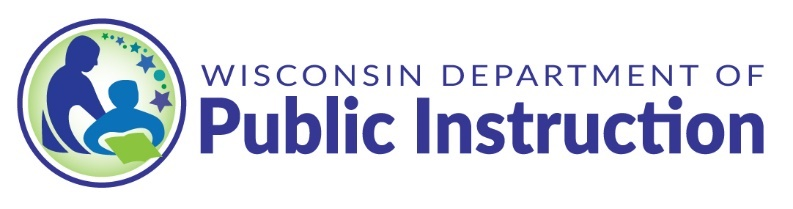 WISCONSIN DEPARTMENT OF
Public Instruction